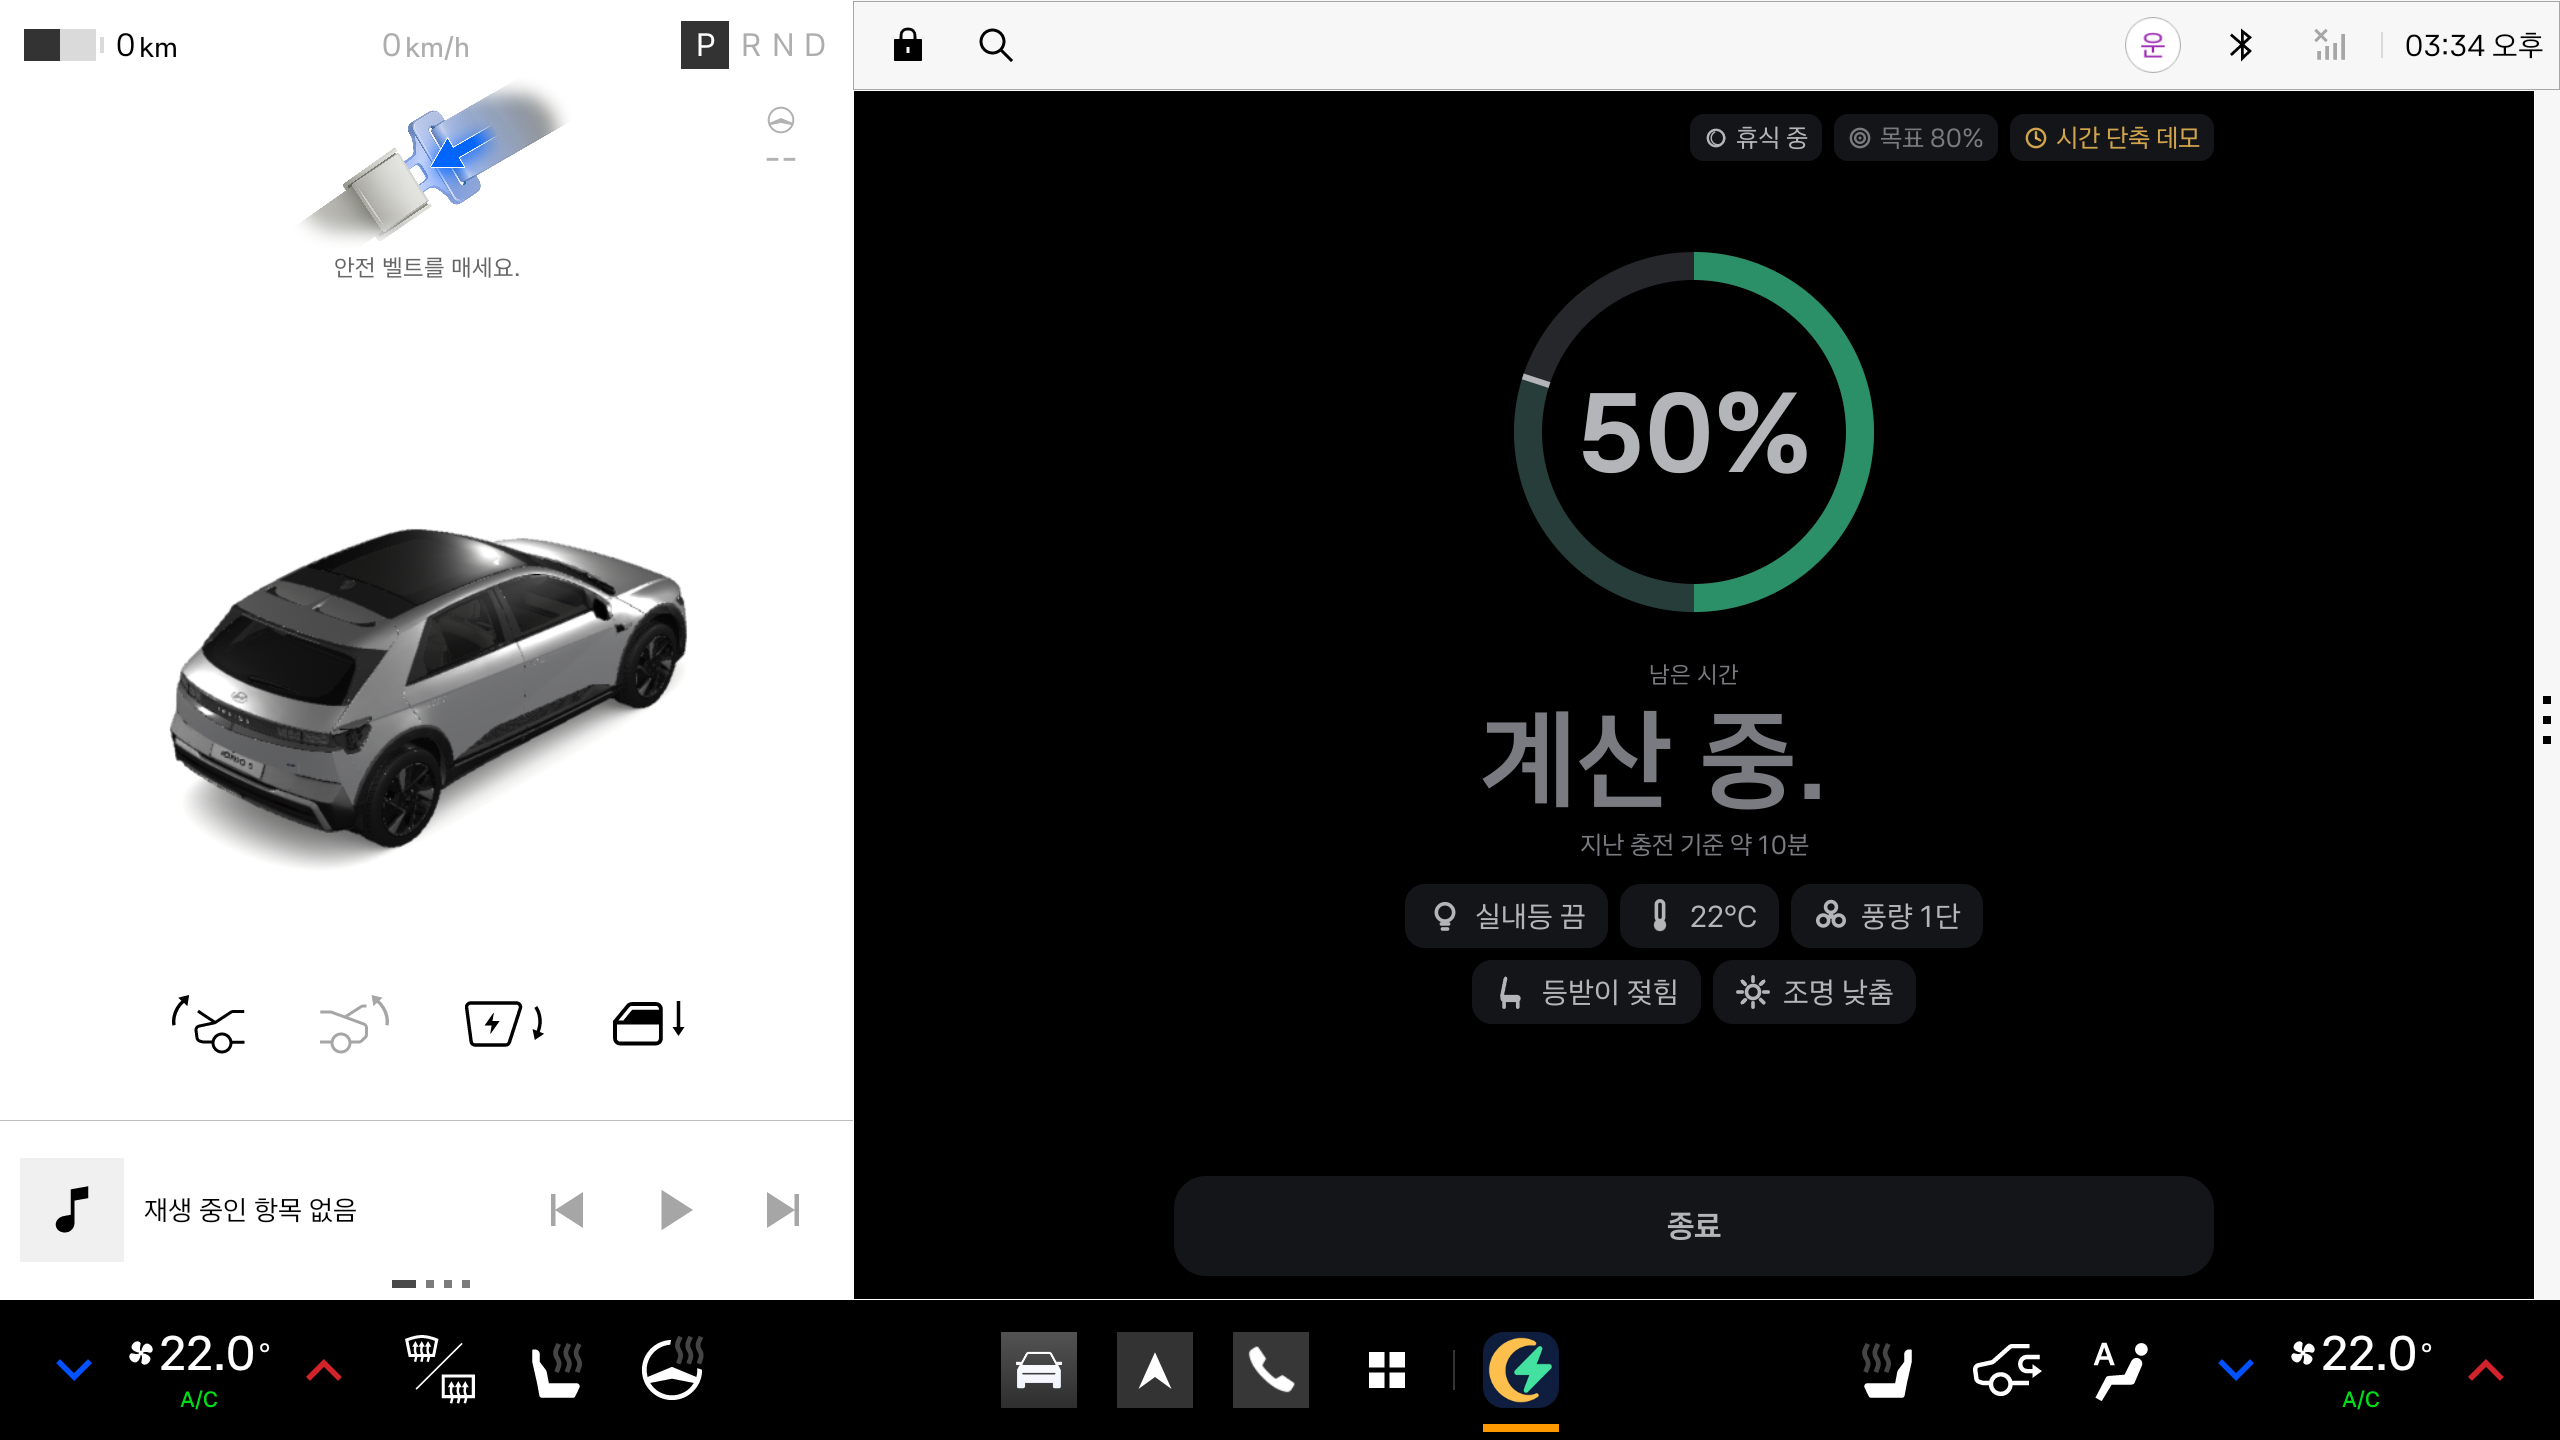 0 km
0 km/h
P R N D
안전 벨트를 매세요.
재생 중인 항목 없음
운
03:34 오후
휴식 중
목표 80%
시간 단축 데모
50%
남은 시간
계산 중.
지난 충전 기준 약 10분
실내등 끔
22°C
풍량 1단
등받이 젖힘
조명 낮춤
종료
22.0°
A/C
A
22.0°
A/C